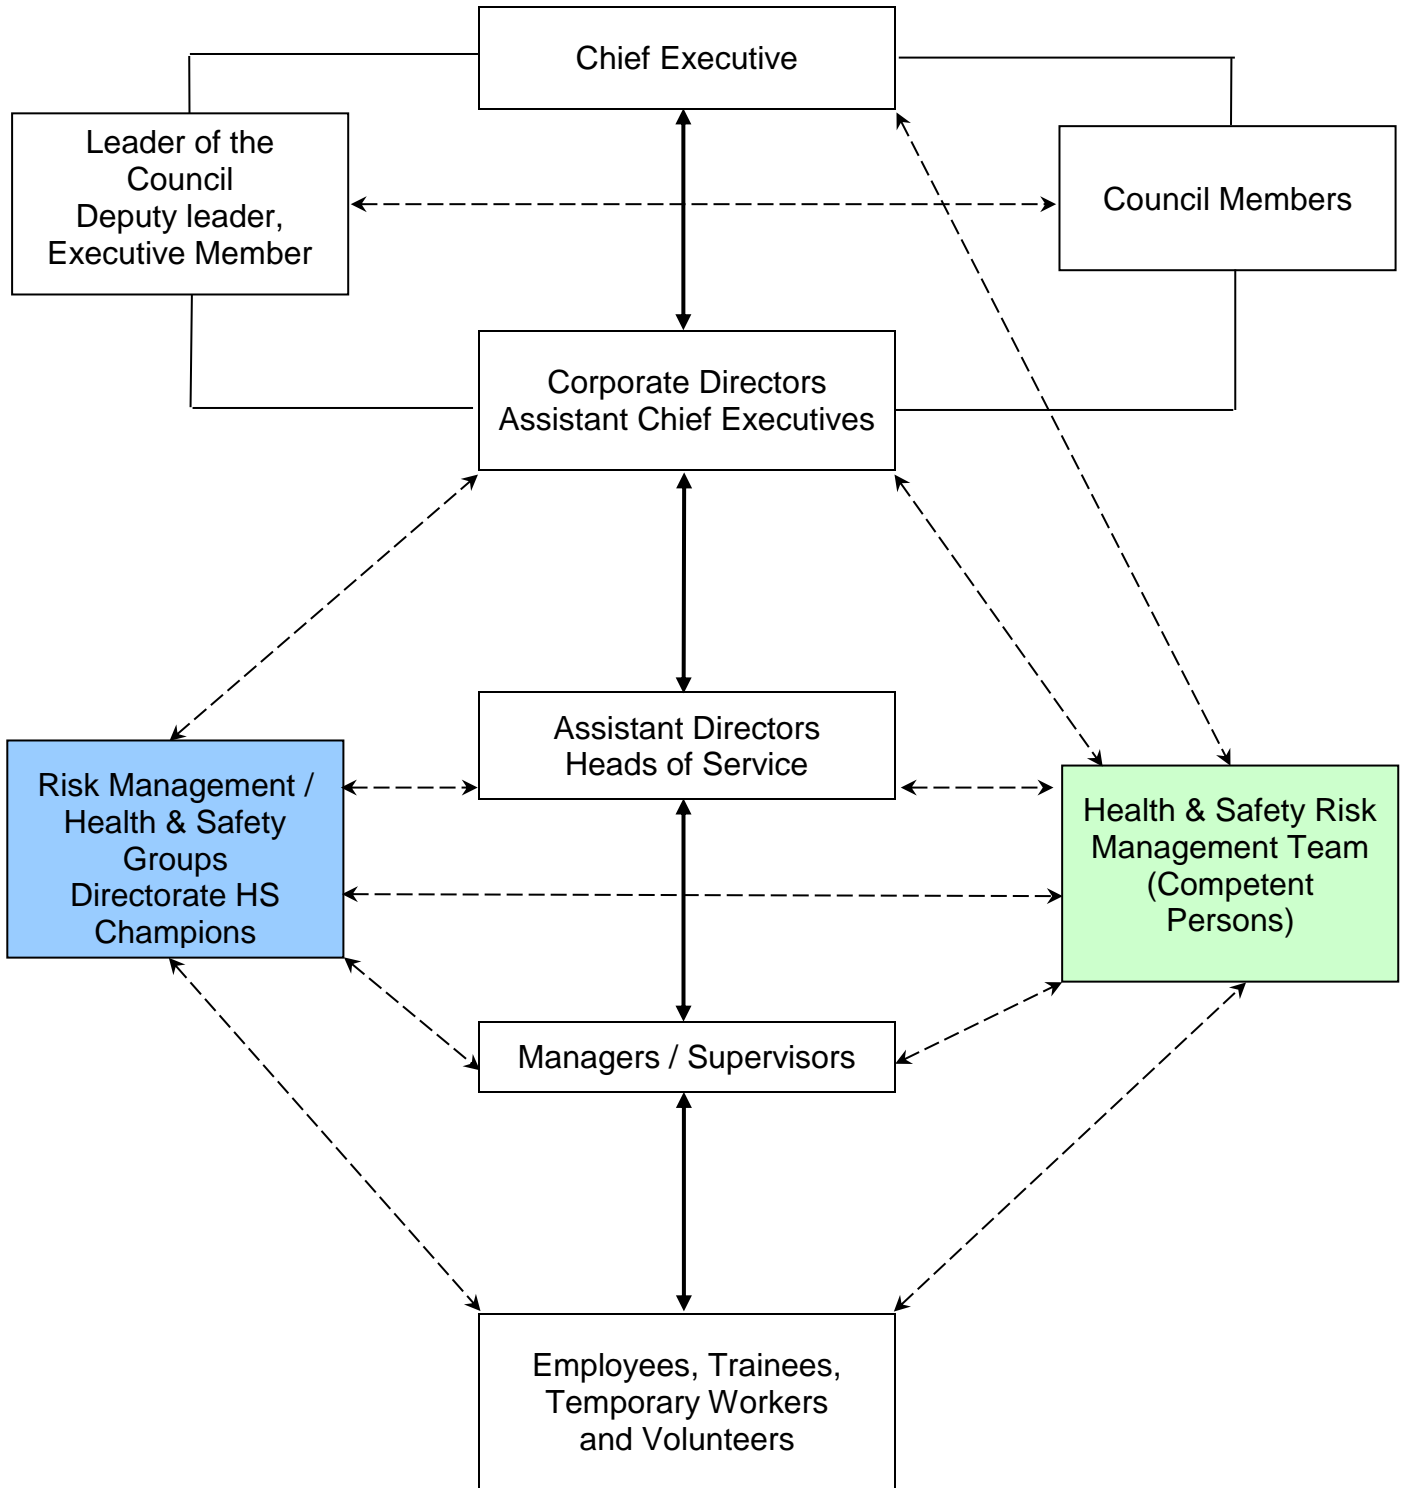 Chief Executive
Leader of the
Council
Deputy leader,
Executive Member
Council Members
Corporate Directors
Assistant Chief Executives
Assistant Directors
Heads of Service
Risk Management /
Health & Safety
Groups
Directorate HS
Champions
Health & Safety Risk
Management Team
(Competent
Persons)
Managers / Supervisors
Employees, Trainees,
Temporary Workers
and Volunteers